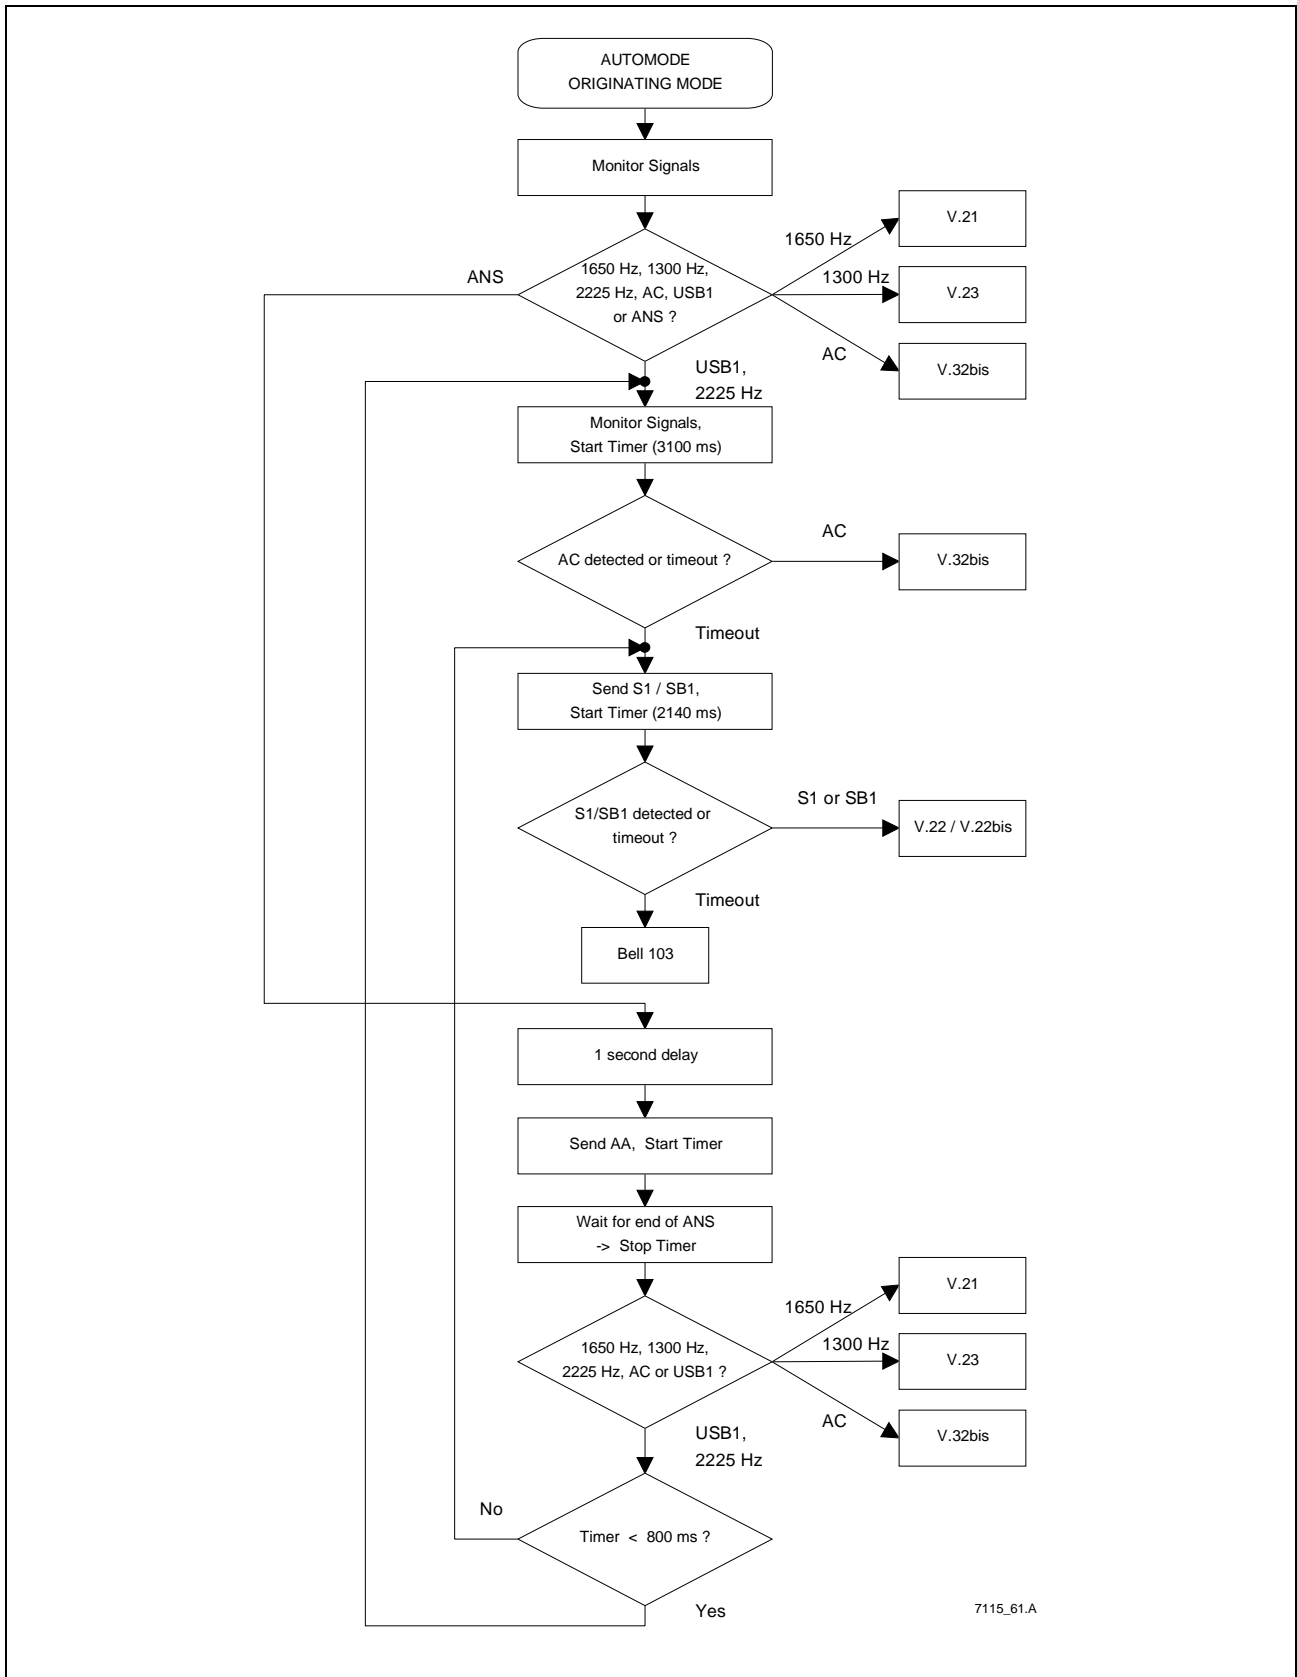 AUTOMODE
ORIGINATING MODE
Monitor Signals
1650 Hz, 1300 Hz,
2225 Hz, AC, USB1
or ANS ?
ANS
1650 Hz
V.21
1300 Hz
V.23
AC
V.32bis
USB1,
2225 Hz
Monitor Signals,
Start Timer (3100 ms)
AC detected or timeout ?
AC
V.32bis
Timeout
Send S1 / SB1,
Start Timer (2140 ms)
S1/SB1 detected or
timeout ?
S1 or SB1
V.22 / V.22bis
Timeout
Bell 103
1 second delay
Send AA, Start Timer
Wait for end of ANS
-> Stop Timer
1650 Hz, 1300 Hz,
2225 Hz, AC or USB1 ?
1650 Hz
V.21
1300 Hz
V.23
AC
V.32bis
USB1,
2225 Hz
No
Timer < 800 ms ?
Yes
7115_61.A